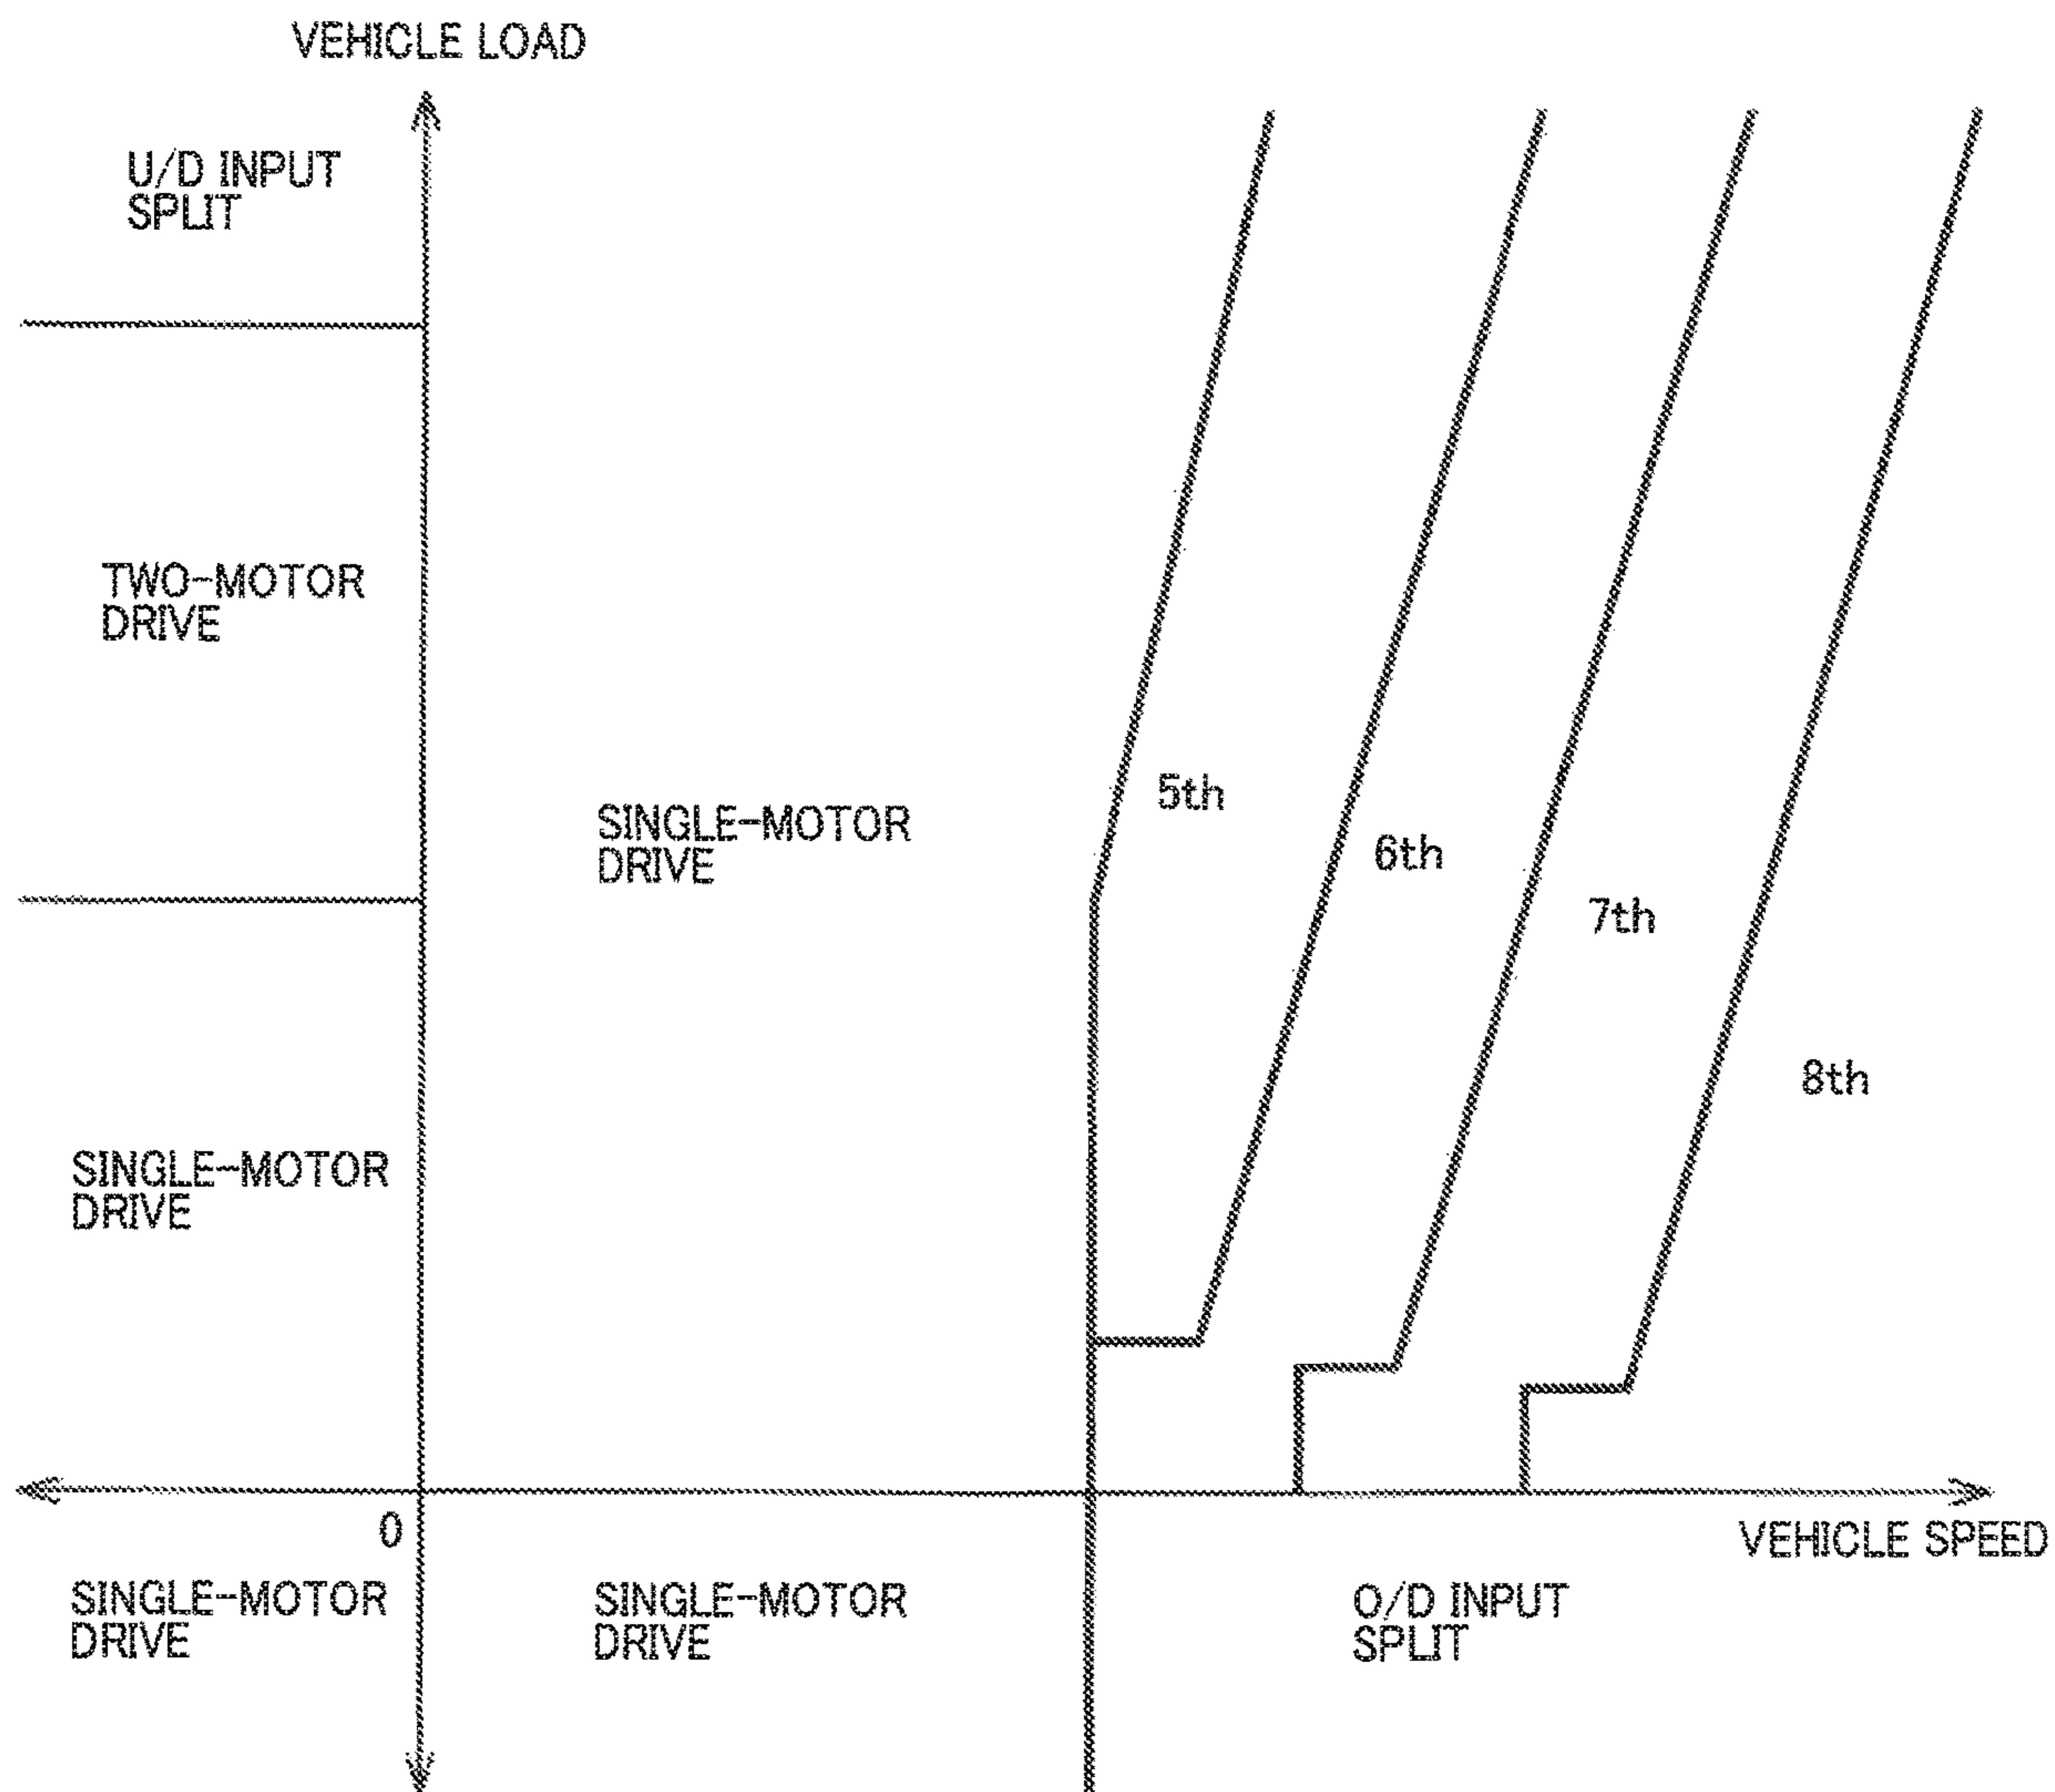 VEHICLE LOAD
U/D INPUT
SPLIT
TWO-MOTOR
DRIVE
5th
SINGLE-MOTOR
DRIVE
6th
7th
8th
SINGLE-MOTOR
DRIVE
0
VEHICLE SPEED
SINGLE-MOTOR
DRIVE
SINGLE-MOTOR
DRIVE
O/D INPUT
SPLIT